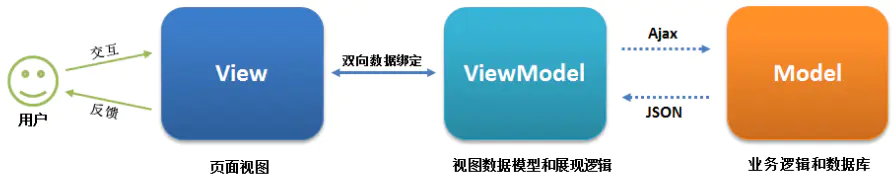 交互
反馈
用户
View
页面视图
双向数据绑定
ViewModel
视图数据模型和展现逻辑
Ajax
JSON
Model
业务逻辑和数据库